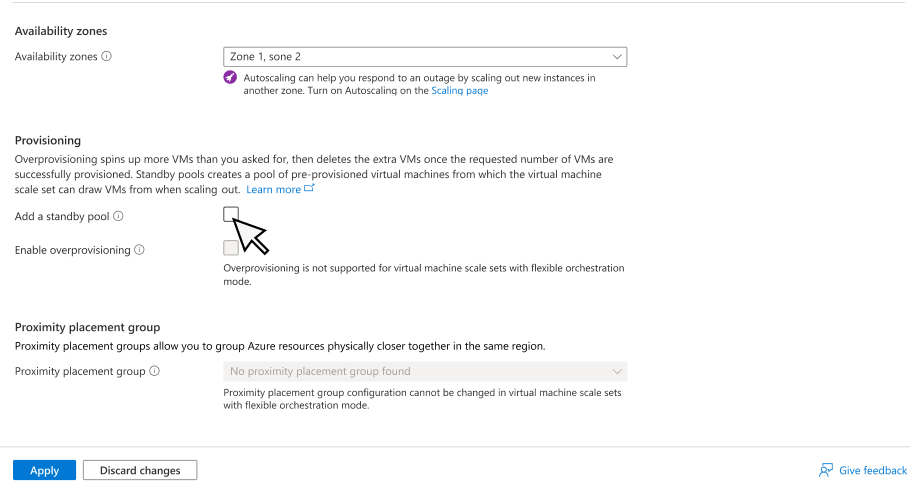 Availability zones
Availability zones
Zone 1, sone 2
Autoscaling can help you respond to an outage by scaling out new instances in
another zone. Turn on Autoscaling on the Scaling page
Provisioning
Overprovisioning spins up more VMs than you asked for, then deletes the extra VMs once the requested number of VMs are
successfully provisioned. Standby pools creates a pool of pre-provisioned virtual machines from which the virtual machine
scale set can draw VMs from when scaling out. Learn more
Add a standby pool
Enable overprovisioning
Overprovisioning is not supported for virtual machine scale sets with flexible orchestration
mode.
Proximity placement group
Proximity placement groups allow you to group Azure resources physically closer together in the same region.
Proximity placement group
No proximity placement group found
Proximity placement group configuration cannot be changed in virtual machine scale sets
with flexible orchestration mode.
Apply
Discard changes
Give feedback